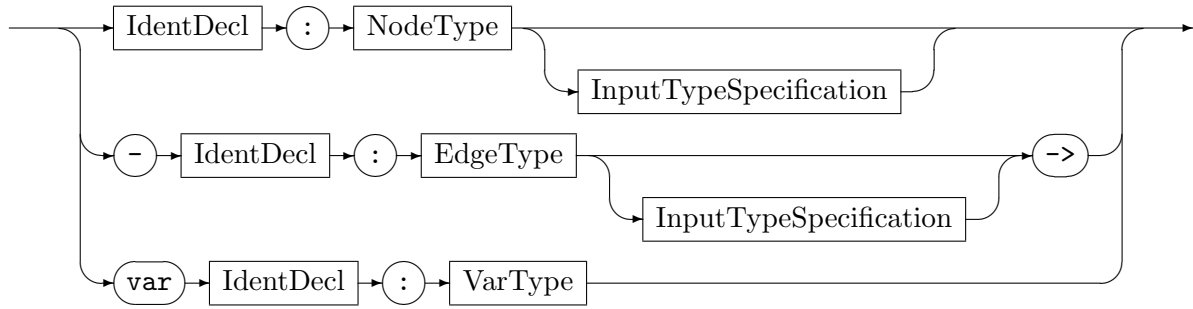 IdentDecl : NodeType
InputTypeSpecification
- IdentDecl : EdgeType ->
InputTypeSpecification
var IdentDecl : VarType